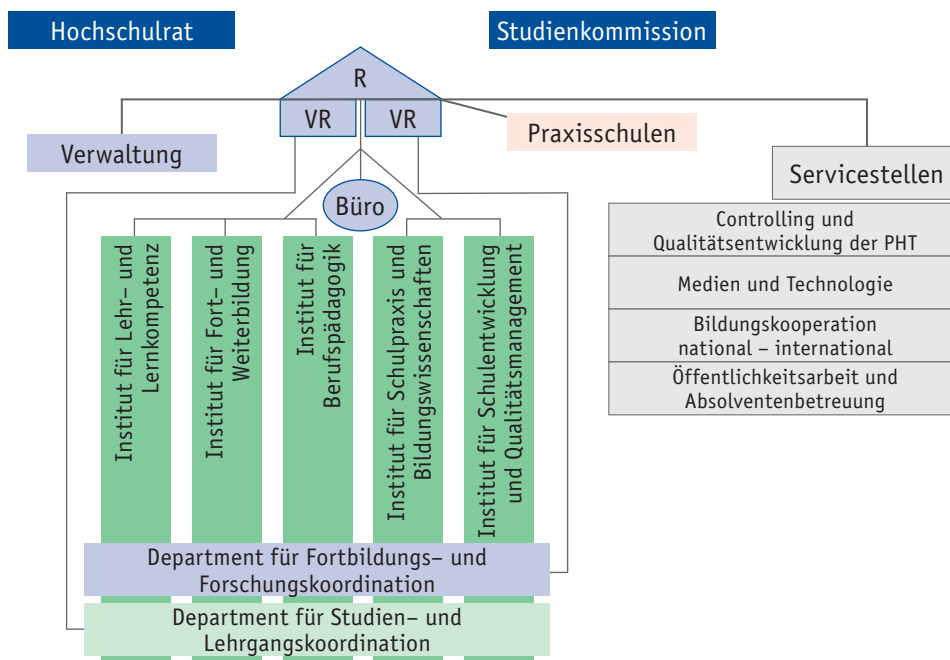 Hochschulrat
Studienkommission
R
VR
VR
Verwaltung
Praxisschulen
Servicestellen
Büro
Controlling und
Qualitätsentwicklung der PHT
Medien und Technologie
Bildungskooperation
national – international
Öffentlichkeitsarbeit und
Absolventenbetreuung
Institut für Lehr– und
Lernkompetenz
Institut für Fort– und
Weiterbildung
Institut für
Berufspädagogik
Institut für Schulpraxis und
Bildungswissenschaften
Institut für Schulentwicklung
und Qualitätsmanagement
Department für Fortbildungs– und
Forschungskoordination
Department für Studien– und
Lehrgangskoordination